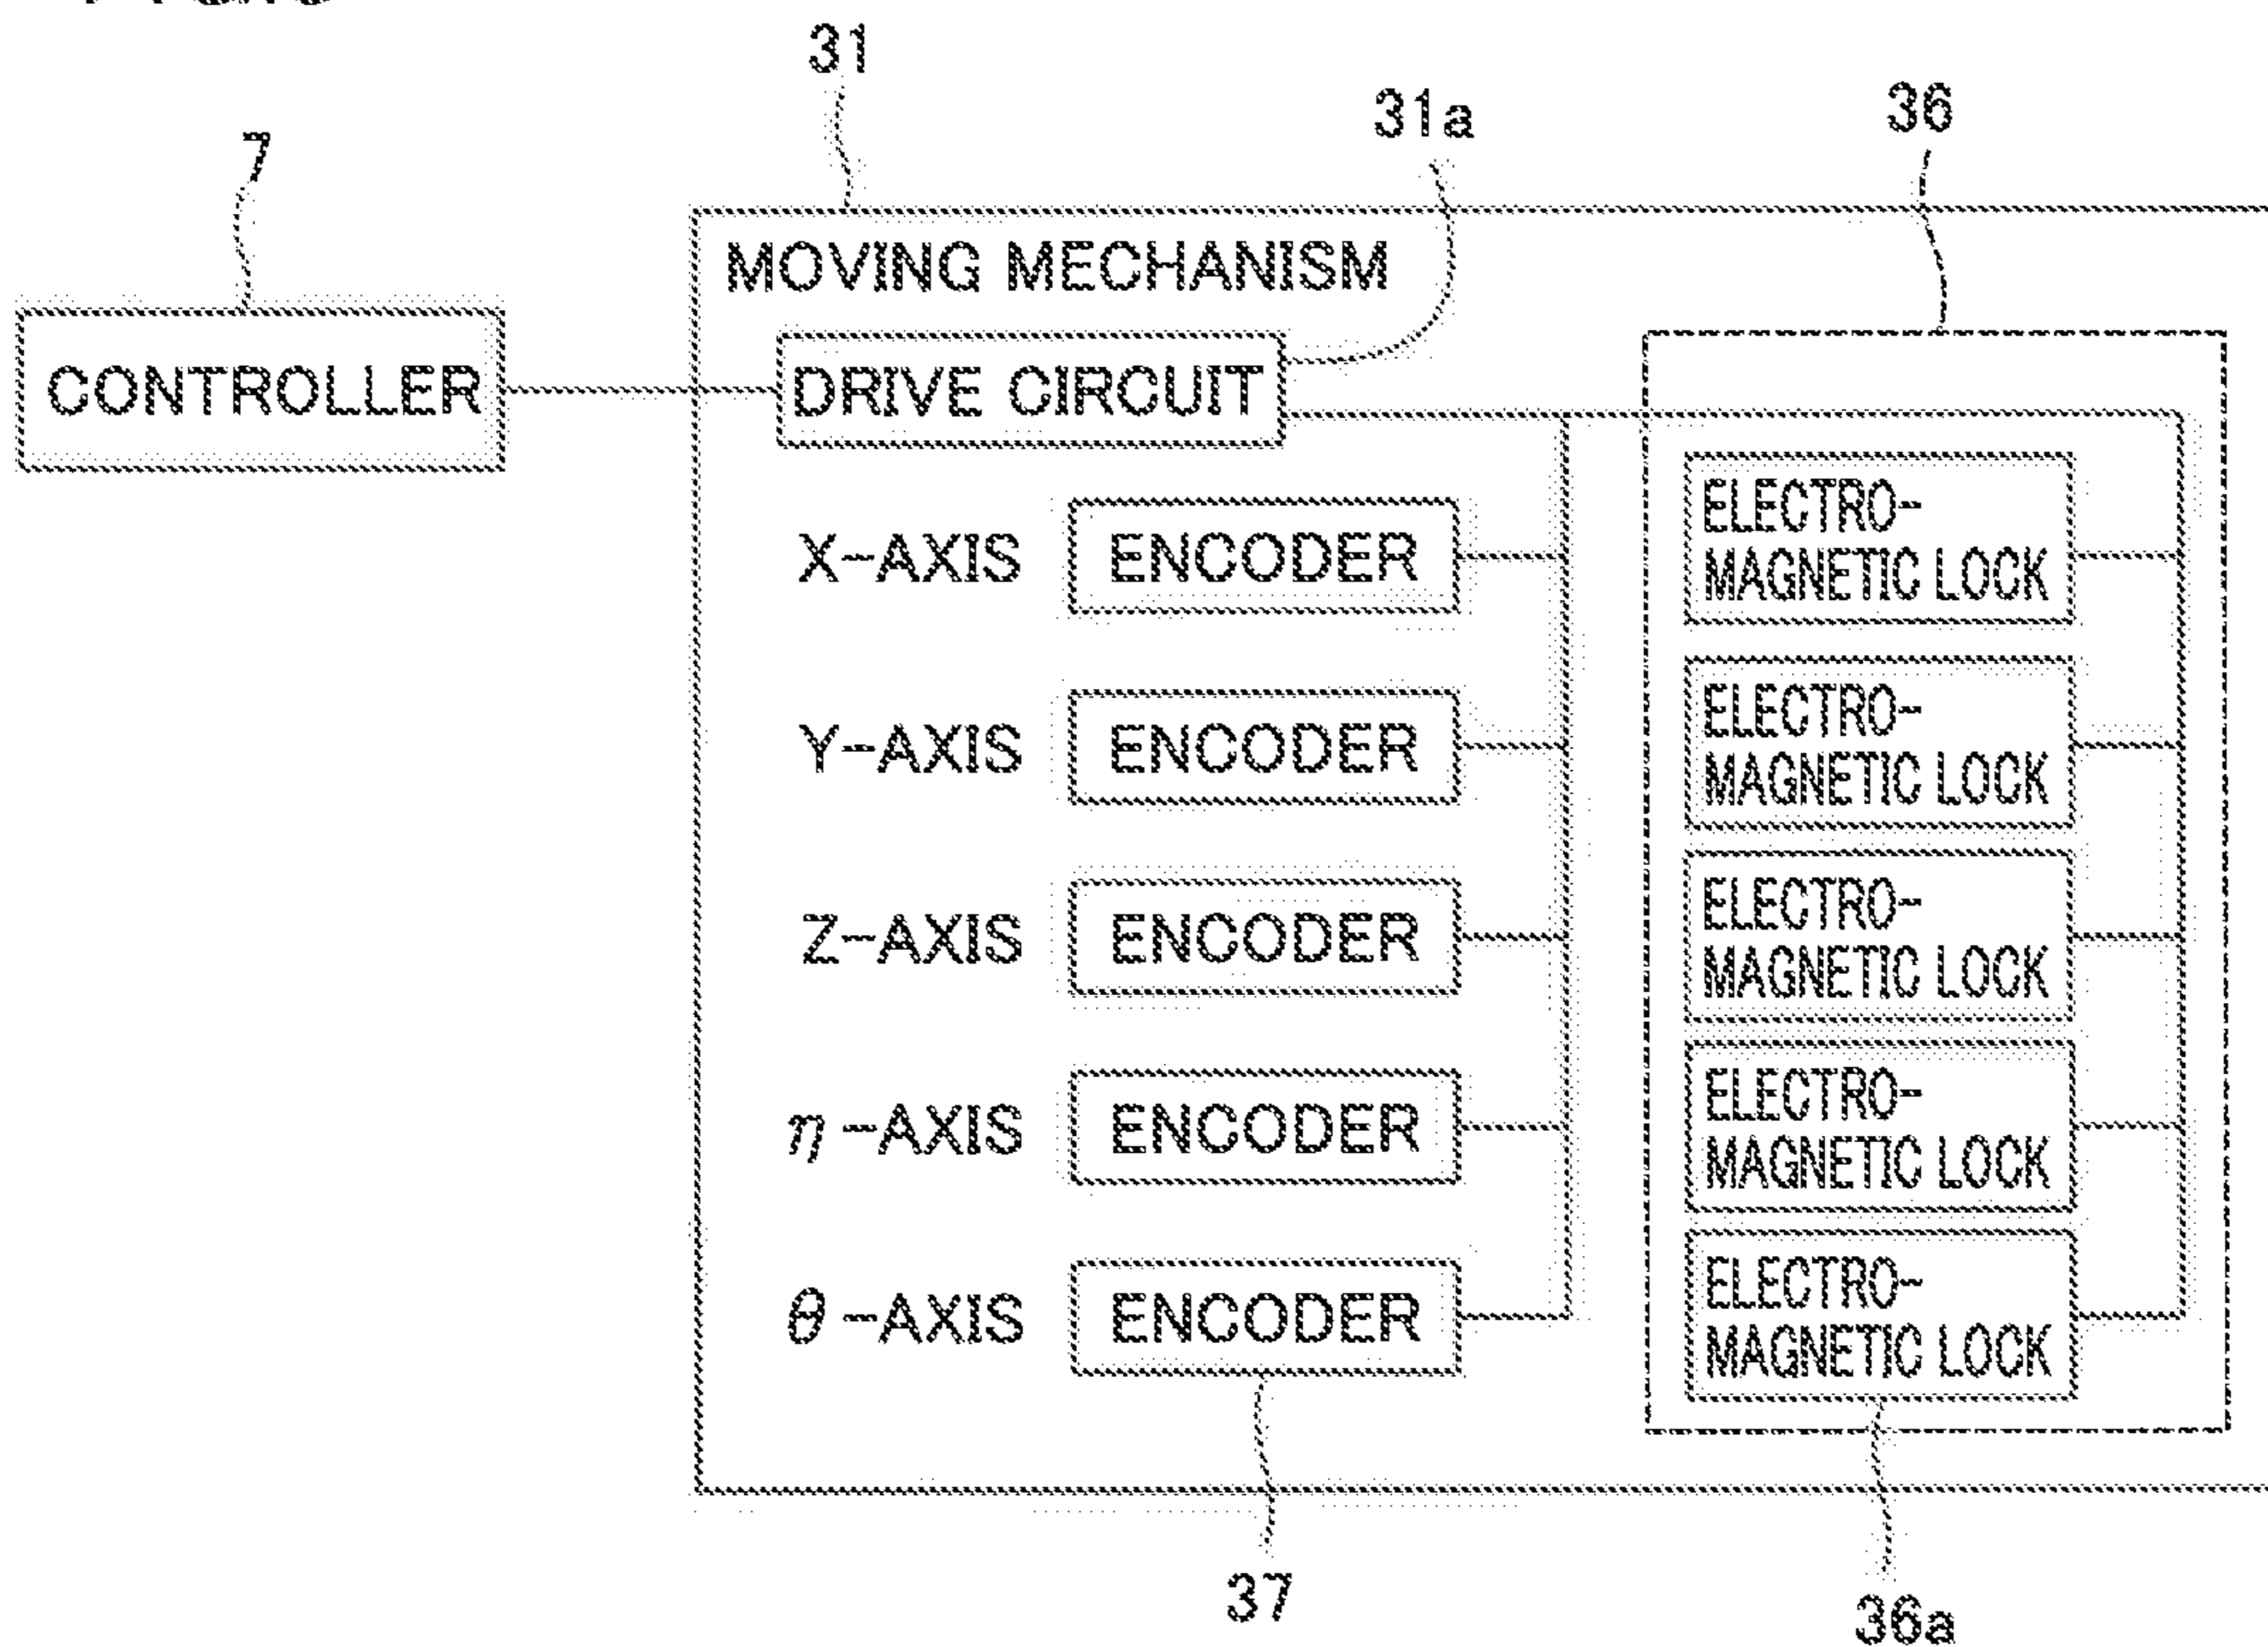 31
31a
36
7
MOVING MECHANISM
CONTROLLER
DRIVE CIRCUIT
X-AXIS ENCODER
ELECTRO-
MAGNETIC LOCK
Y-AXIS ENCODER
ELECTRO-
MAGNETIC LOCK
Z-AXIS ENCODER
ELECTRO-
MAGNETIC LOCK
η-AXIS ENCODER
ELECTRO-
MAGNETIC LOCK
θ-AXIS ENCODER
ELECTRO-
MAGNETIC LOCK
37
36a